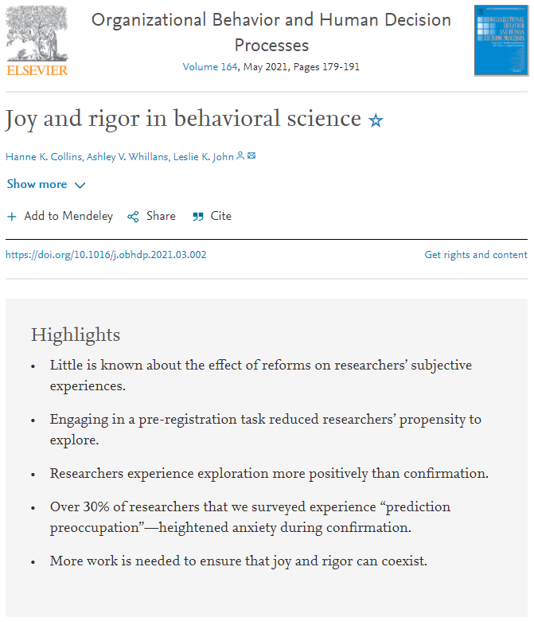 ELSEVIER
Organizational Behavior and Human Decision
Processes
Volume 164, May 2021, Pages 179-191
ORGANIZATIONAL
BEHAVIOR
AND HUMAN
DECISION
PROCESSES
Joy and rigor in behavioral science ☆
Hanne K. Collins, Ashley V. Whillans, Leslie K. John
Show more
+ Add to Mendeley Share Cite
https://doi.org/10.1016/j.obhdp.2021.03.002 Get rights and content
Highlights
• Little is known about the effect of reforms on researchers’ subjective
experiences.
• Engaging in a pre-registration task reduced researchers’ propensity to
explore.
• Researchers experience exploration more positively than confirmation.
• Over 30% of researchers that we surveyed experience “prediction
preoccupation”—heightened anxiety during confirmation.
• More work is needed to ensure that joy and rigor can coexist.